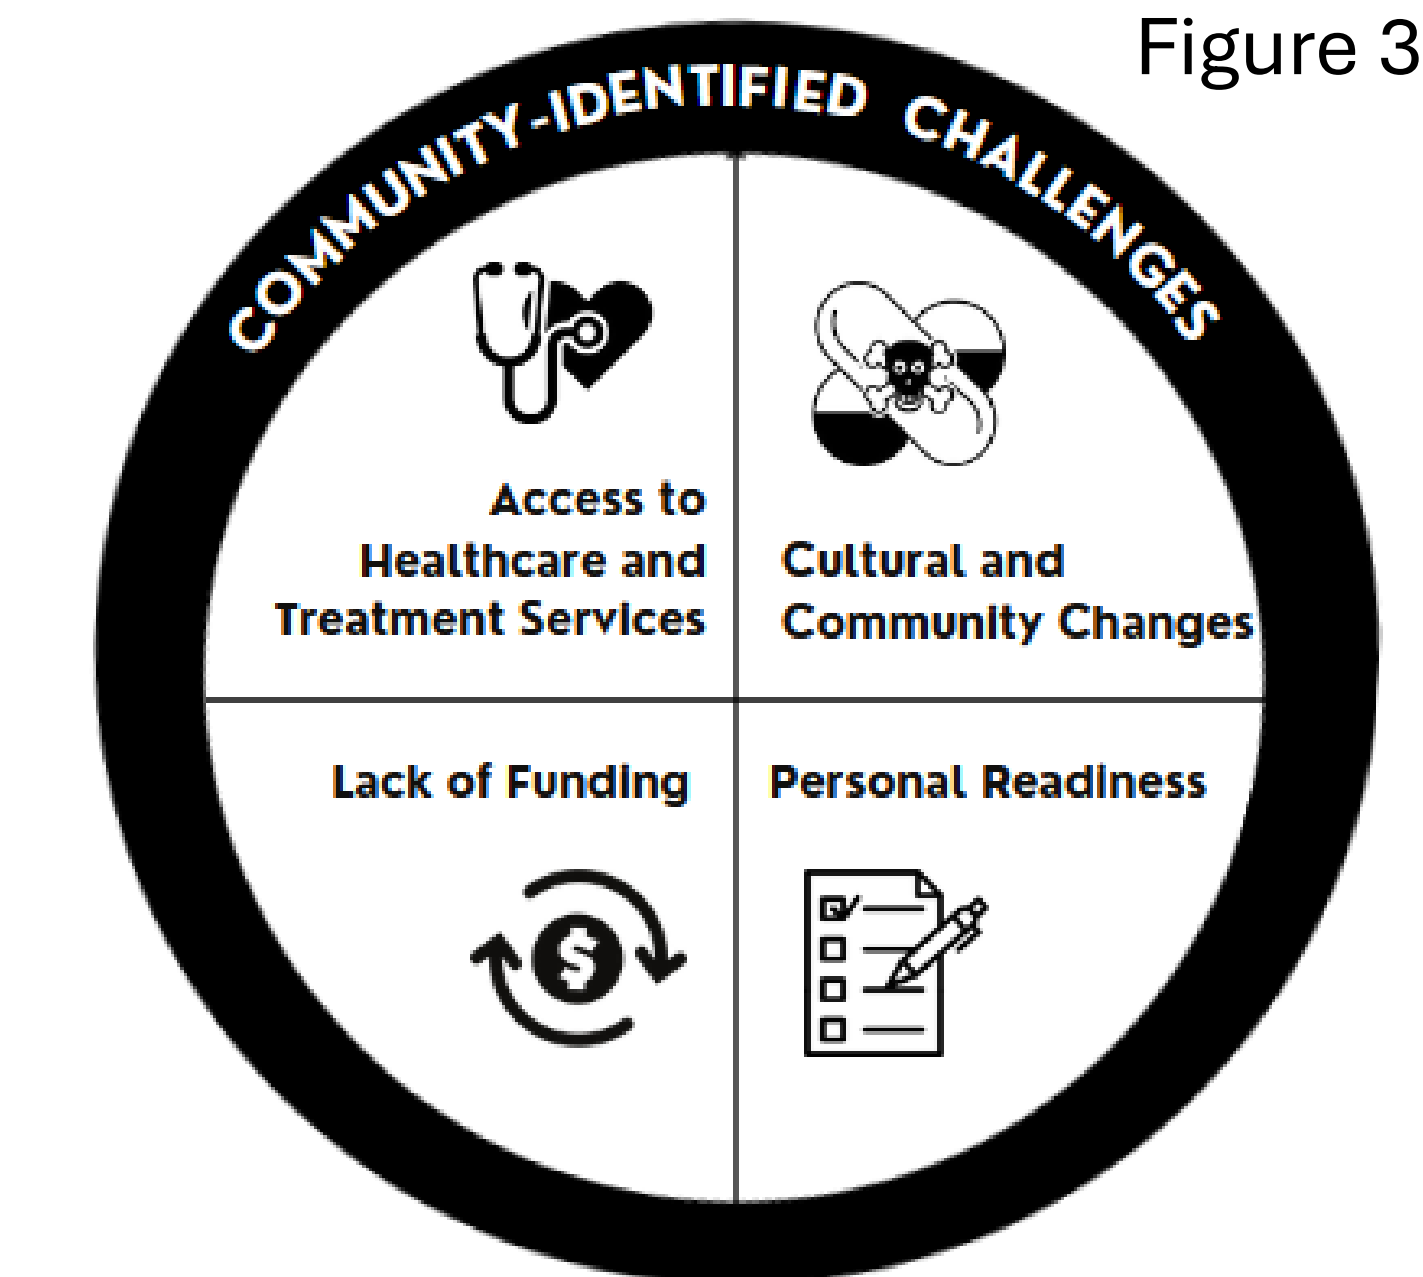 Figure 3
COMMUNITY-IDENTIFIED CHALLENGES
Access to
Healthcare and
Treatment Services
Cultural and
Community Changes
Lack of Funding
Personal Readiness
$